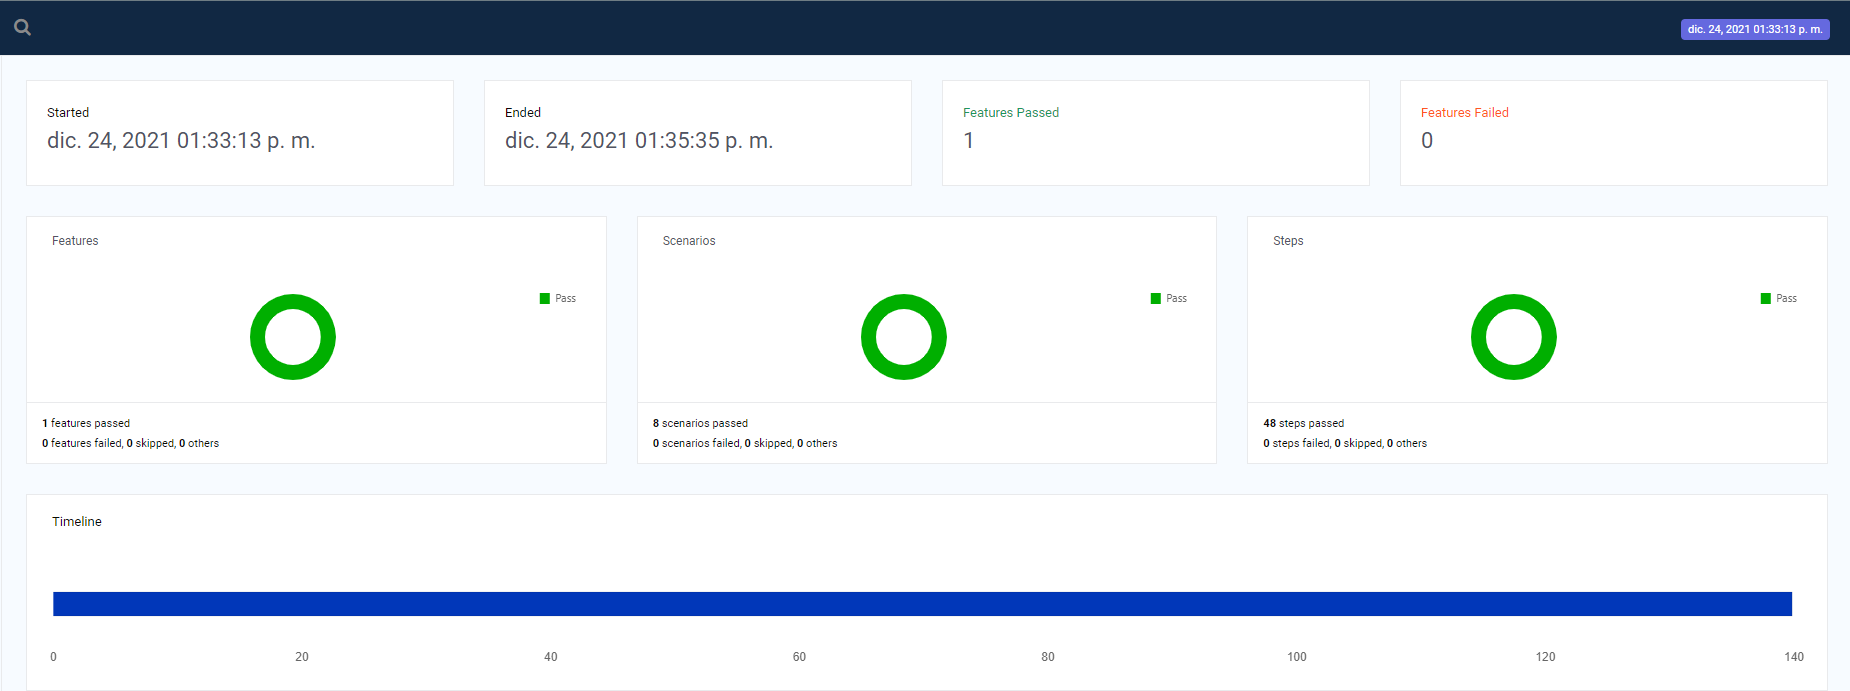 dic. 24, 2021 01:33:13 p. m.
Started
dic. 24, 2021 01:33:13 p. m.
Ended
dic. 24, 2021 01:35:35 p. m.
Features Passed
1
Features Failed
0
Features
Pass
1 features passed
0 features failed, 0 skipped, 0 others
Scenarios
Pass
8 scenarios passed
0 scenarios failed, 0 skipped, 0 others
Steps
Pass
48 steps passed
0 steps failed, 0 skipped, 0 others
Timeline
0 20 40 60 80 100 120 140